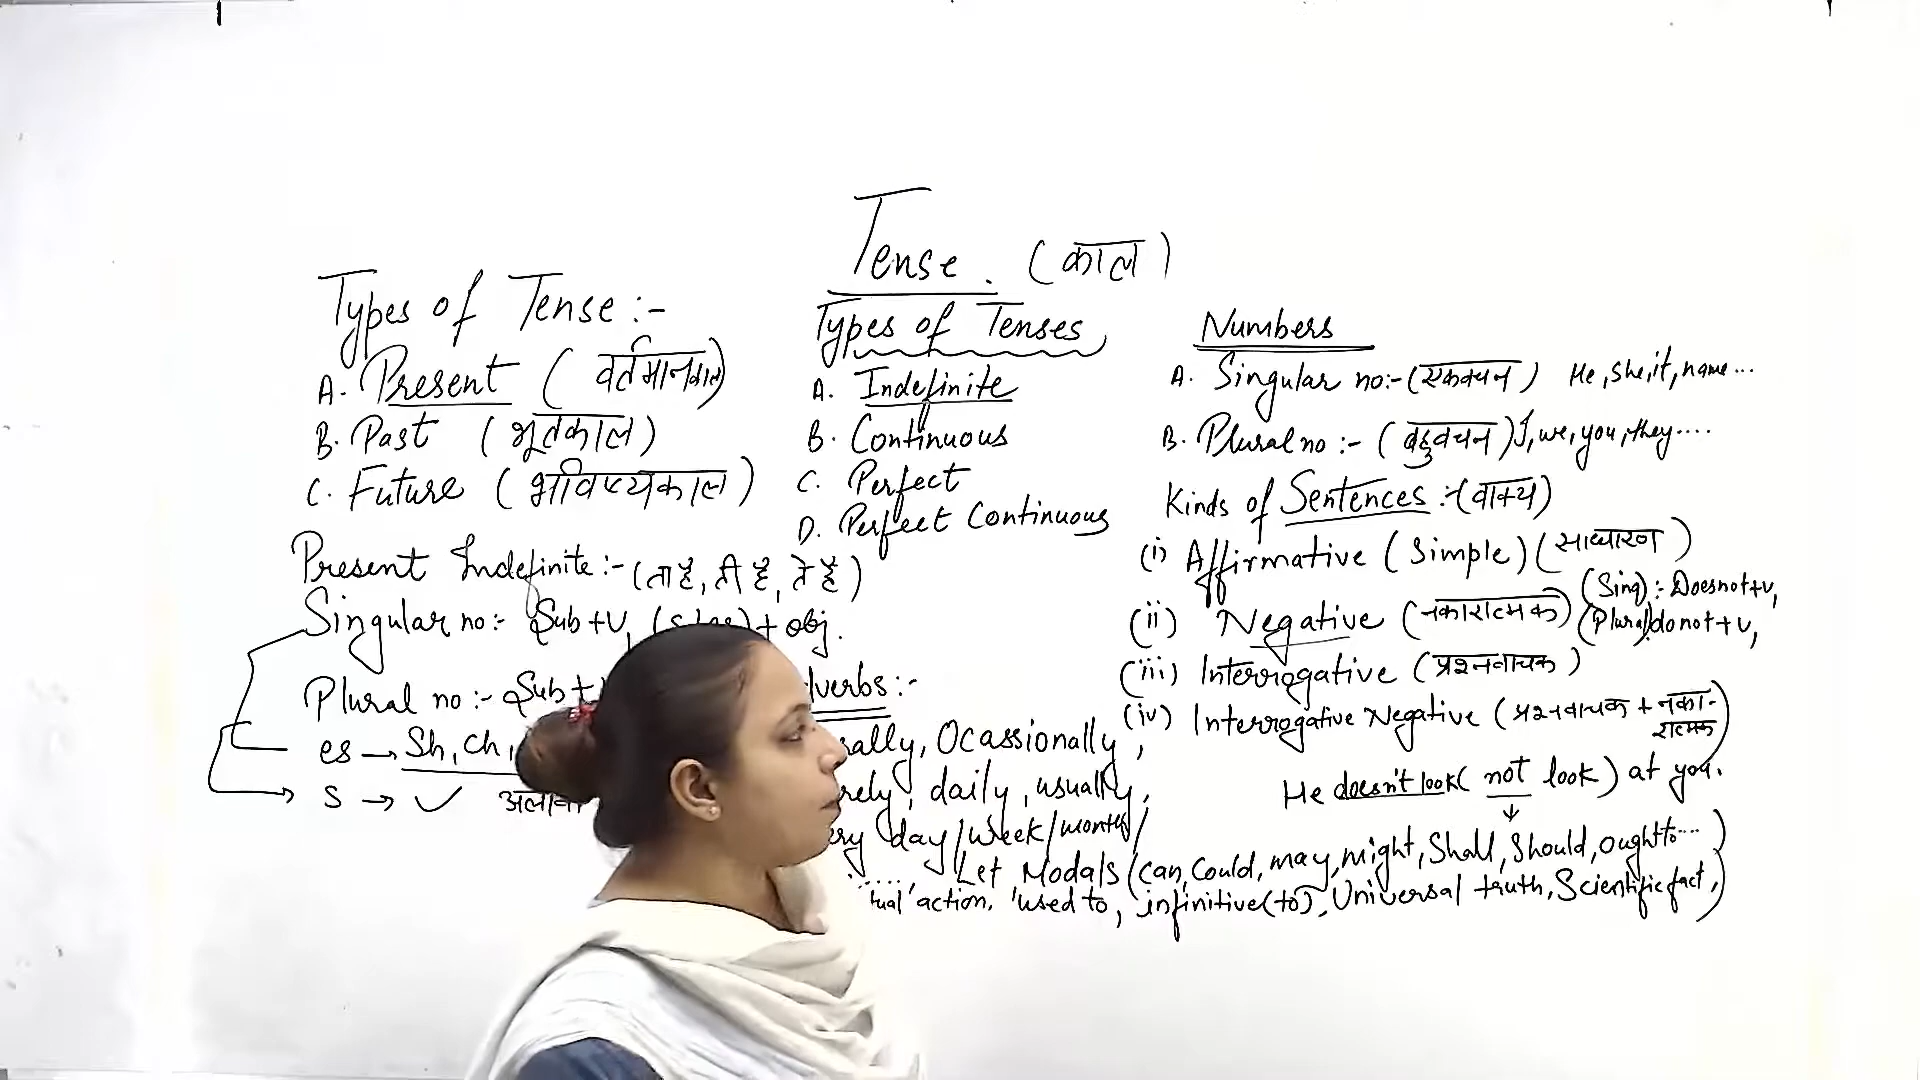 Tense. (काल)
Types of Tense:-
A. Present (वर्तमानकाल)
B. Past (भूतकाल)
C. Future (भविष्यकाल)
Types of Tenses
A. Indefinite
B. Continuous
C. Perfect
D. Perfect Continuous
Numbers
A. Singular no:- (एकवचन) He, she, it, name...
B. Plural no:- (बहुवचन) I, we, you, they....
Kinds of Sentences:- (वाक्य)
(i) Affirmative (Simple) (साधारण)
(ii) Negative (नकारात्मक) (Sing): Doesnot+v,
(Plural) donot+v,
(iii) Interrogative (प्रश्नवाचक)
(iv) Interrogative Negative (प्रश्नवाचक + नका-
रात्मक)
He doesn't look (not look) at you.
Present Indefinite:- (ता है, ती है, ते है)
Singular no:- Sub+V, + obj.
Plural no:- Sub+
es → Sh, ch,
s → ✓
day/week/month/
Ocassionally,
daily, usually,
Let Modals (can, Could, may, might, Shall, Should, ought to...)
action. 'used to, infinitive (to), Universal truth, Scientific fact,)